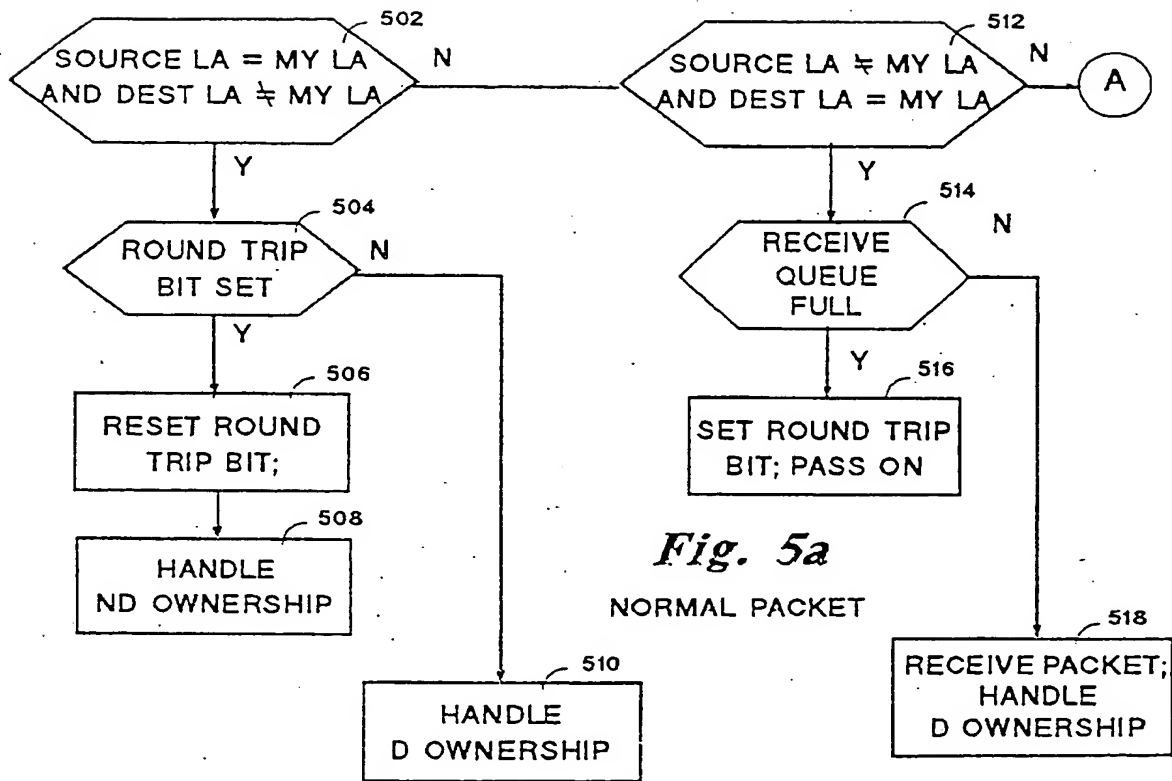 502
SOURCE LA = MY LA
AND DEST LA ≠ MY LA
N
Y
504
ROUND TRIP
BIT SET
N
Y
506
RESET ROUND
TRIP BIT;
508
HANDLE
ND OWNERSHIP
510
HANDLE
D OWNERSHIP
512
SOURCE LA ≠ MY LA
AND DEST LA = MY LA
N
A
Y
514
RECEIVE
QUEUE
FULL
N
Y
516
SET ROUND TRIP
BIT; PASS ON
518
RECEIVE PACKET;
HANDLE
D OWNERSHIP
Fig. 5a
NORMAL PACKET